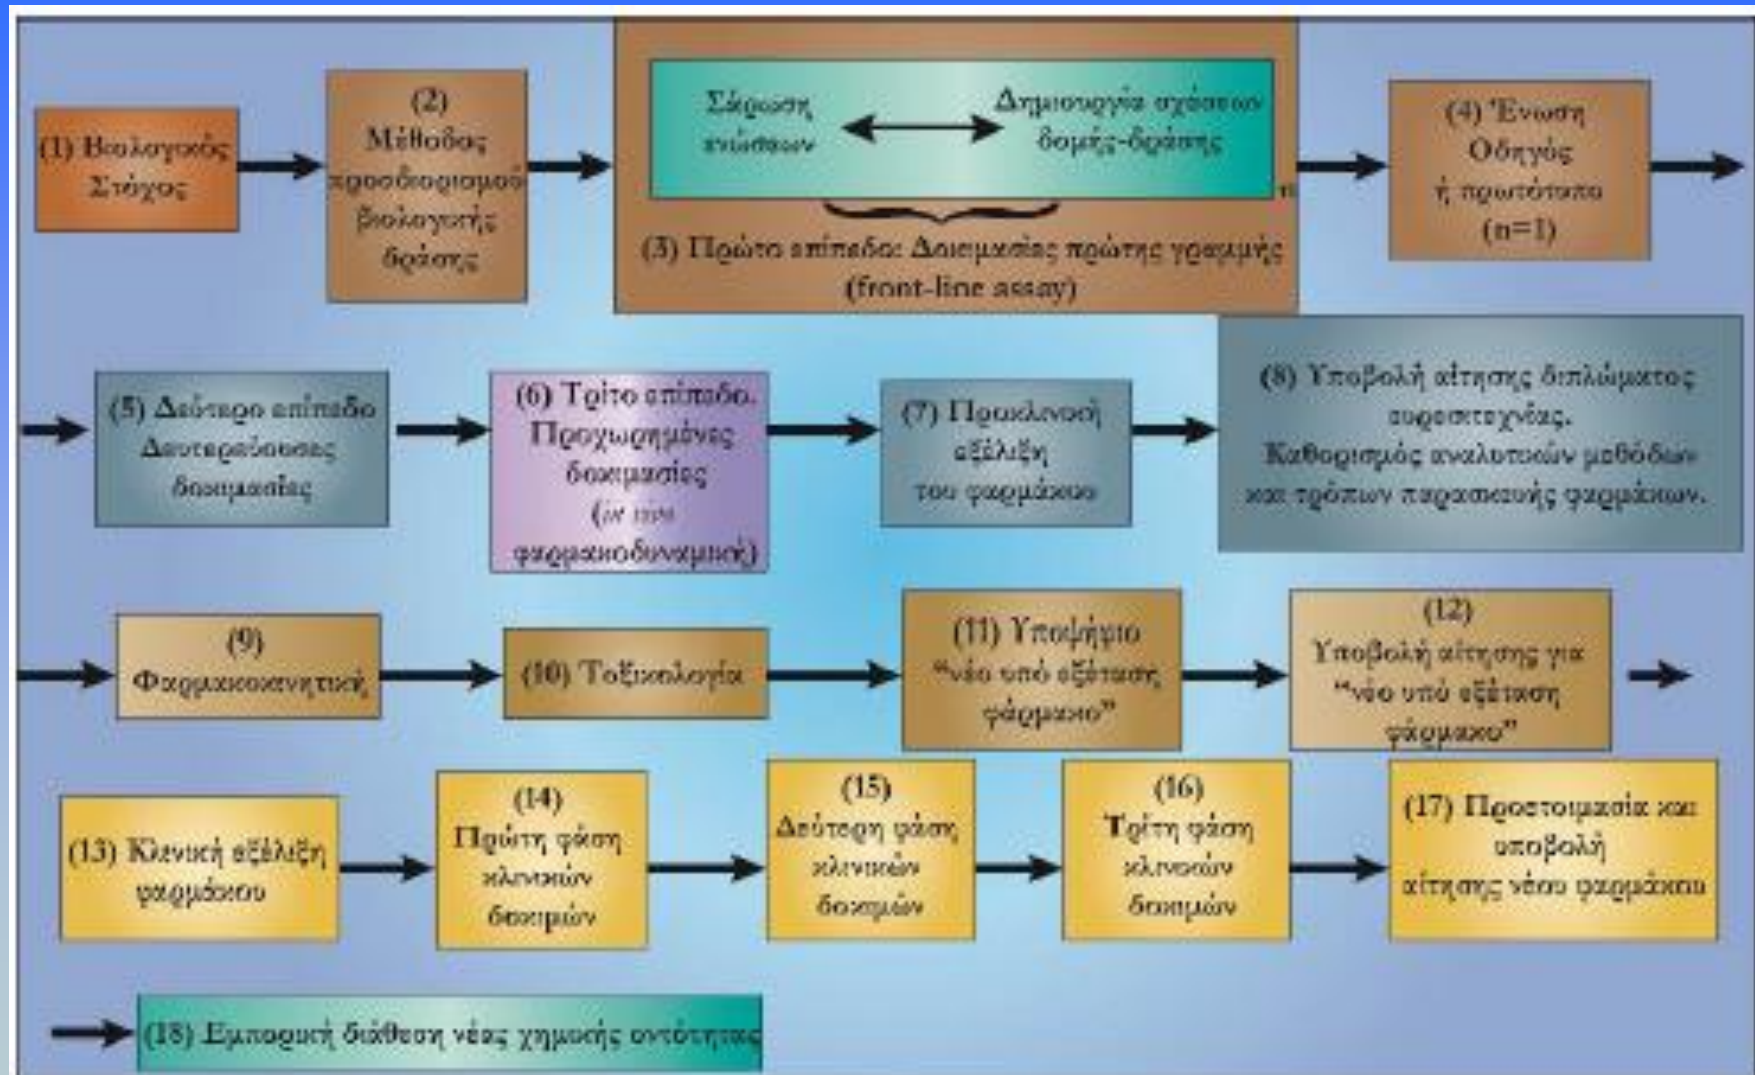 (1) Βιολογικός
Στόχος
(2)
Μέθοδος
προσδιορισμού
βιολογικής
δράσης
Σάρωση
ενώσεων
Δημιουργία σχέσεων
δομής-δράσης
n
(3) Πρώτο επίπεδο: Δοκιμασίες πρώτης γραμμής
(front-line assay)
(4) Ένωση
Οδηγός
ή πρωτότυπο
(n=1)
(5) Δεύτερο επίπεδο
Δευτερεύουσες
δοκιμασίες
(6) Τρίτο επίπεδο.
Προχωρημένες
δοκιμασίες
(in vivo
φαρμακοδυναμική)
(7) Προκλινική
εξέλιξη
του φαρμάκου
(8) Υποβολή αίτησης διπλώματος
ευρεσιτεχνίας.
Καθορισμός αναλυτικών μεθόδων
και τρόπων παρασκευής φαρμάκων.
(9)
Φαρμακοκινητική
(10) Τοξικολογία
(11) Υποψήφιο
“νέο υπό εξέταση
φάρμακο”
(12)
Υποβολή αίτησης για
“νέο υπό εξέταση
φάρμακο”
(13) Κλινική εξέλιξη
φαρμάκου
(14)
Πρώτη φάση
κλινικών
δοκιμών
(15)
Δεύτερη φάση
κλινικών
δοκιμών
(16)
Τρίτη φάση
κλινικών
δοκιμών
(17) Προετοιμασία και
υποβολή
αίτησης νέου φαρμάκου
(18) Εμπορική διάθεση νέας χημικής οντότητας